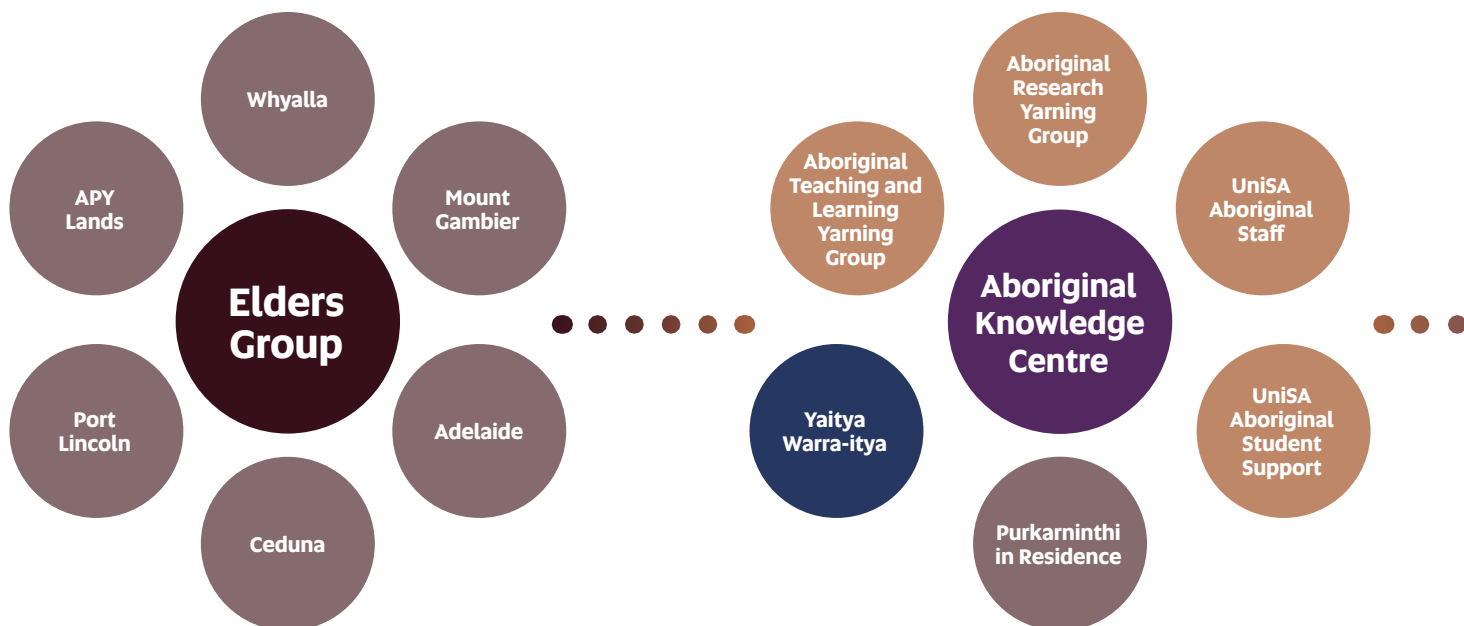 Whyalla
APY
Lands
Mount
Gambier
Elders
Group
Port
Lincoln
Adelaide
Ceduna
Aboriginal
Research
Yarning
Group
Aboriginal
Teaching and
Learning
Yarning
Group
UniSA
Aboriginal
Staff
Aboriginal
Knowledge
Centre
Yaitya
Warra-itya
UniSA
Aboriginal
Student
Support
Purkarninthi
in Residence